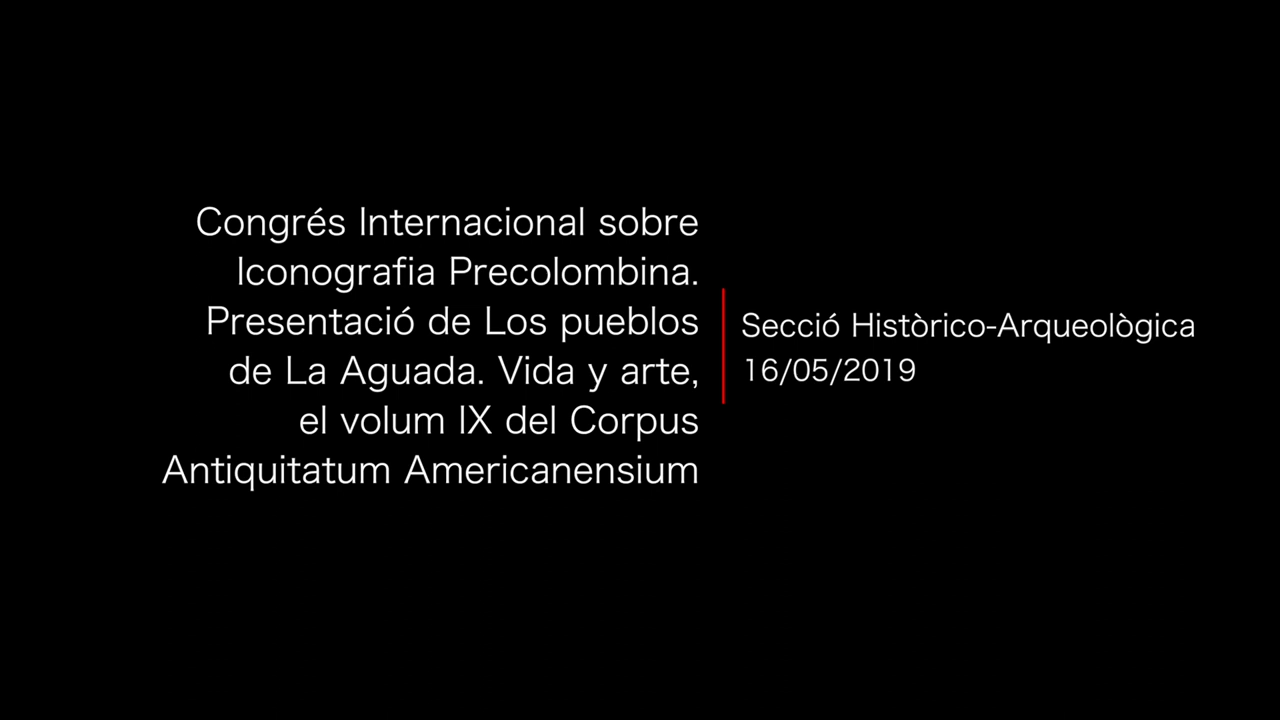 Congrés Internacional sobre
Iconografia Precolombina.
Presentació de Los pueblos
de La Aguada. Vida y arte,
el volum IX del Corpus
Antiquitatum Americanensium
Secció Històrico-Arqueològica
16/05/2019